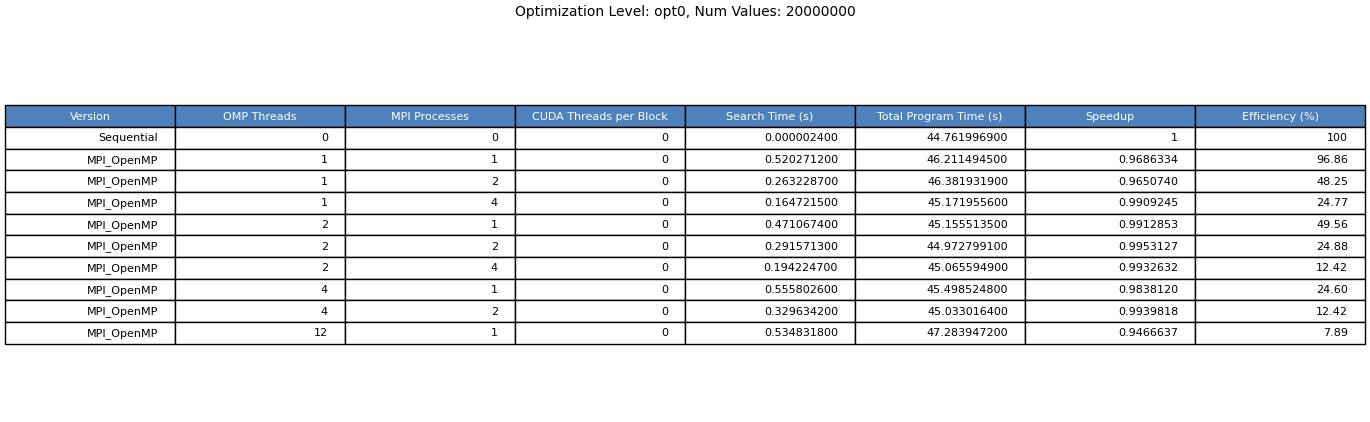 Optimization Level: opt0, Num Values: 20000000
Version OMP Threads MPI Processes CUDA Threads per Block Search Time (s) Total Program Time (s) Speedup Efficiency (%)
Sequential 0 0 0 0.000002400 44.761996900 1 100
MPI_OpenMP 1 1 0 0.520271200 46.211494500 0.9686334 96.86
MPI_OpenMP 1 2 0 0.263228700 46.381931900 0.9650740 48.25
MPI_OpenMP 1 4 0 0.164721500 45.171955600 0.9909245 24.77
MPI_OpenMP 2 1 0 0.471067400 45.155513500 0.9912853 49.56
MPI_OpenMP 2 2 0 0.291571300 44.972799100 0.9953127 24.88
MPI_OpenMP 2 4 0 0.194224700 45.065594900 0.9932632 12.42
MPI_OpenMP 4 1 0 0.555802600 45.498524800 0.9838120 24.60
MPI_OpenMP 4 2 0 0.329634200 45.033016400 0.9939818 12.42
MPI_OpenMP 12 1 0 0.534831800 47.283947200 0.9466637 7.89